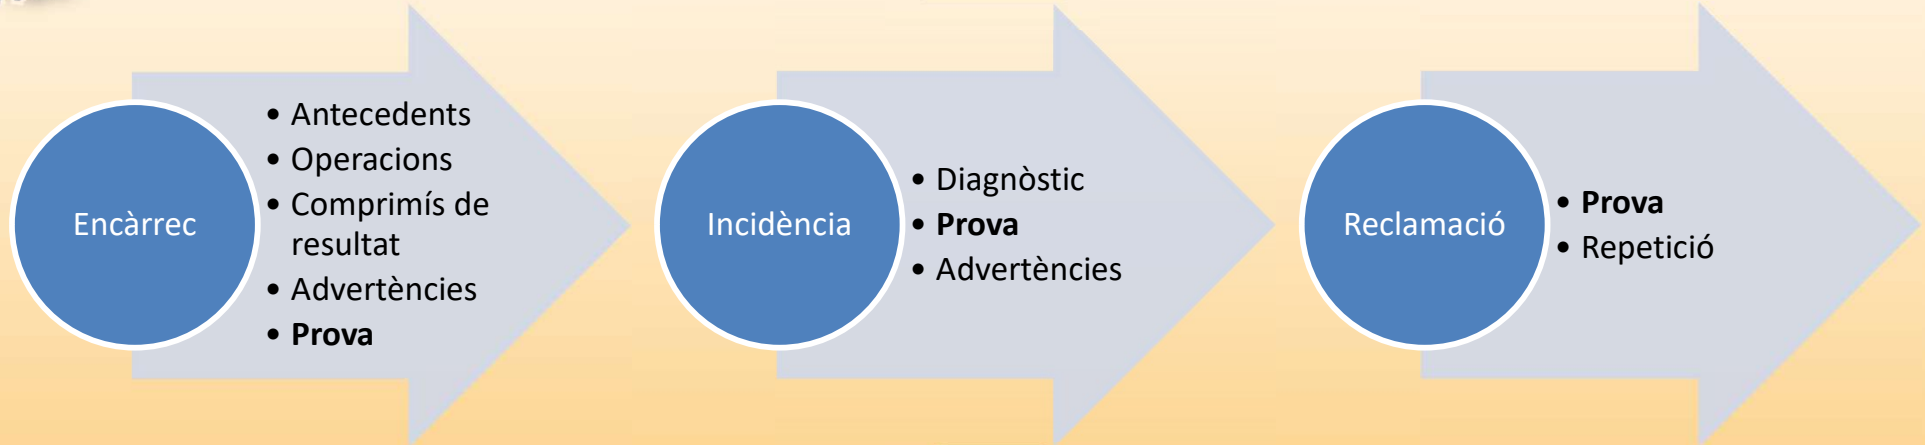 Encàrrec
• Antecedents
• Operacions
• Comprimís de
resultat
• Advertències
• Prova
Incidència
• Diagnòstic
• Prova
• Advertències
Reclamació
• Prova
• Repetició